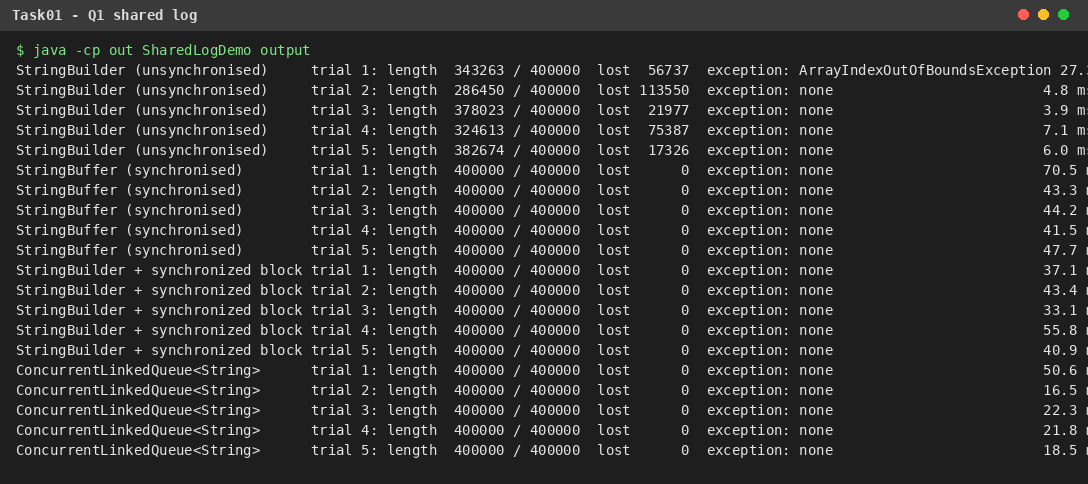 Task01 - Q1 shared log
$ java -cp out SharedLogDemo output
StringBuilder (unsynchronised)     trial 1: length  343263 / 400000  lost  56737  exception: ArrayIndexOutOfBoundsException 27.
StringBuilder (unsynchronised)     trial 2: length  286450 / 400000  lost 113550  exception: none                         4.8 m
StringBuilder (unsynchronised)     trial 3: length  378023 / 400000  lost  21977  exception: none                         3.9 m
StringBuilder (unsynchronised)     trial 4: length  324613 / 400000  lost  75387  exception: none                         7.1 m
StringBuilder (unsynchronised)     trial 5: length  382674 / 400000  lost  17326  exception: none                         6.0 m
StringBuffer (synchronised)        trial 1: length  400000 / 400000  lost      0  exception: none                         70.5
StringBuffer (synchronised)        trial 2: length  400000 / 400000  lost      0  exception: none                         43.3
StringBuffer (synchronised)        trial 3: length  400000 / 400000  lost      0  exception: none                         44.2
StringBuffer (synchronised)        trial 4: length  400000 / 400000  lost      0  exception: none                         41.5
StringBuffer (synchronised)        trial 5: length  400000 / 400000  lost      0  exception: none                         47.7
StringBuilder + synchronized block trial 1: length  400000 / 400000  lost      0  exception: none                         37.1
StringBuilder + synchronized block trial 2: length  400000 / 400000  lost      0  exception: none                         43.4
StringBuilder + synchronized block trial 3: length  400000 / 400000  lost      0  exception: none                         33.1
StringBuilder + synchronized block trial 4: length  400000 / 400000  lost      0  exception: none                         55.8
StringBuilder + synchronized block trial 5: length  400000 / 400000  lost      0  exception: none                         40.9
ConcurrentLinkedQueue<String>      trial 1: length  400000 / 400000  lost      0  exception: none                         50.6
ConcurrentLinkedQueue<String>      trial 2: length  400000 / 400000  lost      0  exception: none                         16.5
ConcurrentLinkedQueue<String>      trial 3: length  400000 / 400000  lost      0  exception: none                         22.3
ConcurrentLinkedQueue<String>      trial 4: length  400000 / 400000  lost      0  exception: none                         21.8
ConcurrentLinkedQueue<String>      trial 5: length  400000 / 400000  lost      0  exception: none                         18.5